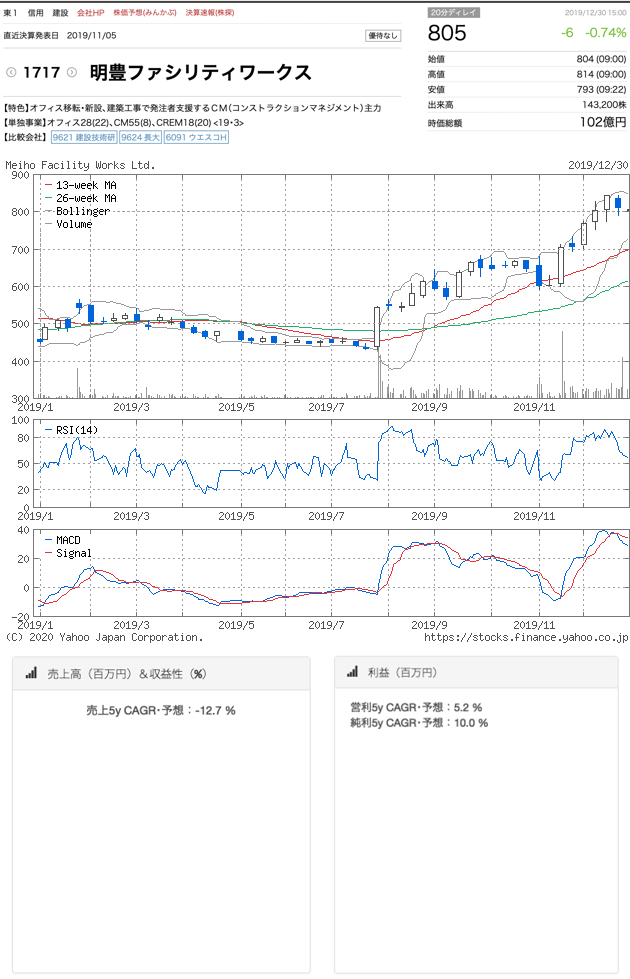 東1 信用 建設 会社HP 株価予想(みんかぶ) 決算速報(株探)
直近決算発表日 2019/11/05 優待なし
1717 明豊ファシリティワークス
【特色】オフィス移転・新設、建築工事で発注者支援するＣＭ（コンストラクションマネジメント）主力
【単独事業】オフィス28(22)、CM55(8)、CREM18(20) <19・3>
【比較会社】 9621 建設技術研 9624 長大 6091 ウエスコH
20分ディレイ 2019/12/30 15:00
805 -6 -0.74%
始値 804 (09:00)
高値 814 (09:00)
安値 793 (09:22)
出来高 143,200株
時価総額 102億円
Meiho Facility Works Ltd. 2019/12/30
13-week MA
26-week MA
Bollinger
Volume
900
800
700
600
500
400
300
2019/1 2019/3 2019/5 2019/7 2019/9 2019/11
RSI(14)
100
80
50
20
0
2019/1 2019/3 2019/5 2019/7 2019/9 2019/11
MACD
Signal
40
20
0
-20
2019/1 2019/3 2019/5 2019/7 2019/9 2019/11
(C) 2020 Yahoo Japan Corporation. https://stocks.finance.yahoo.co.jp
売上高（百万円）＆収益性（%）
売上5y CAGR･予想：-12.7 %
利益（百万円）
営利5y CAGR･予想：5.2 %
純利5y CAGR･予想：10.0 %